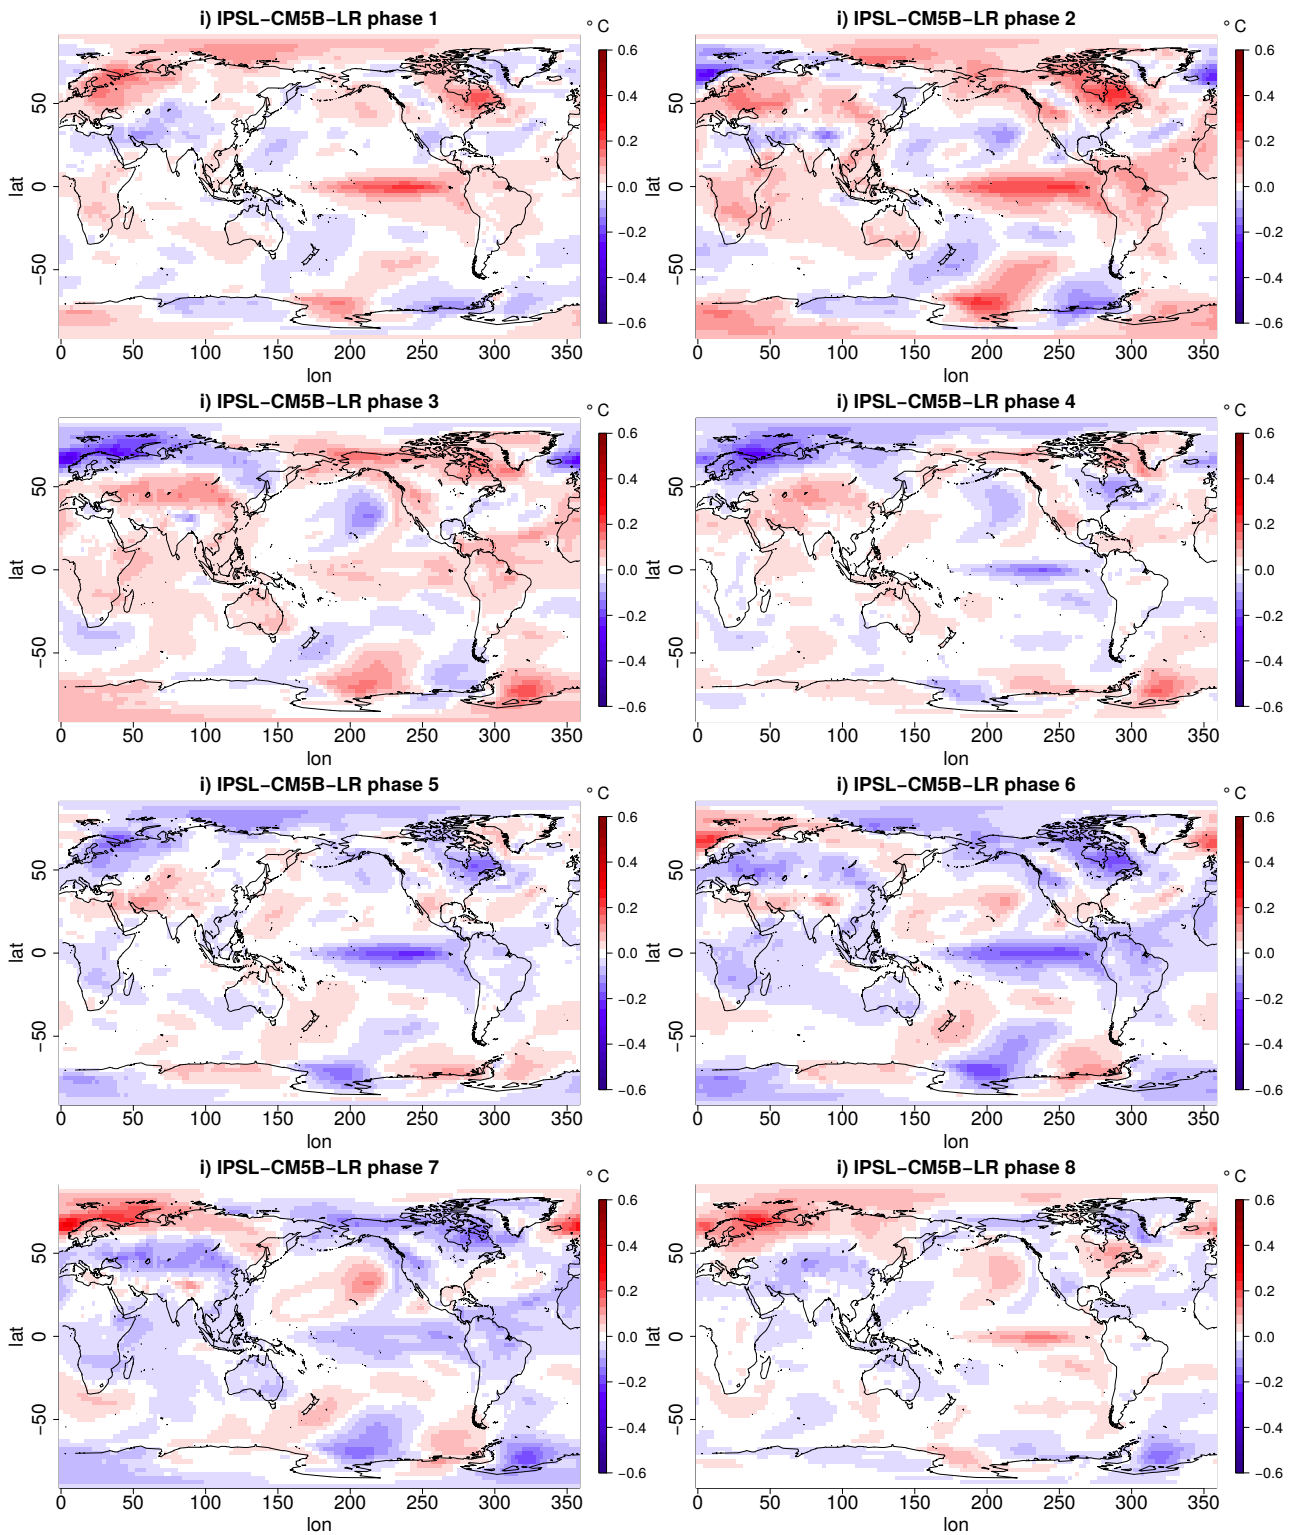 i) IPSL−CM5B−LR phase 1
° C
0.6
0.4
0.2
0.0
−0.2
−0.4
−0.6
lat
50
0
−50
0 50 100 150 200 250 300 350
lon
i) IPSL−CM5B−LR phase 2
° C
0.6
0.4
0.2
0.0
−0.2
−0.4
−0.6
lat
50
0
−50
0 50 100 150 200 250 300 350
lon
i) IPSL−CM5B−LR phase 3
° C
0.6
0.4
0.2
0.0
−0.2
−0.4
−0.6
lat
50
0
−50
0 50 100 150 200 250 300 350
lon
i) IPSL−CM5B−LR phase 4
° C
0.6
0.4
0.2
0.0
−0.2
−0.4
−0.6
lat
50
0
−50
0 50 100 150 200 250 300 350
lon
i) IPSL−CM5B−LR phase 5
° C
0.6
0.4
0.2
0.0
−0.2
−0.4
−0.6
lat
50
0
−50
0 50 100 150 200 250 300 350
lon
i) IPSL−CM5B−LR phase 6
° C
0.6
0.4
0.2
0.0
−0.2
−0.4
−0.6
lat
50
0
−50
0 50 100 150 200 250 300 350
lon
i) IPSL−CM5B−LR phase 7
° C
0.6
0.4
0.2
0.0
−0.2
−0.4
−0.6
lat
50
0
−50
0 50 100 150 200 250 300 350
lon
i) IPSL−CM5B−LR phase 8
° C
0.6
0.4
0.2
0.0
−0.2
−0.4
−0.6
lat
50
0
−50
0 50 100 150 200 250 300 350
lon